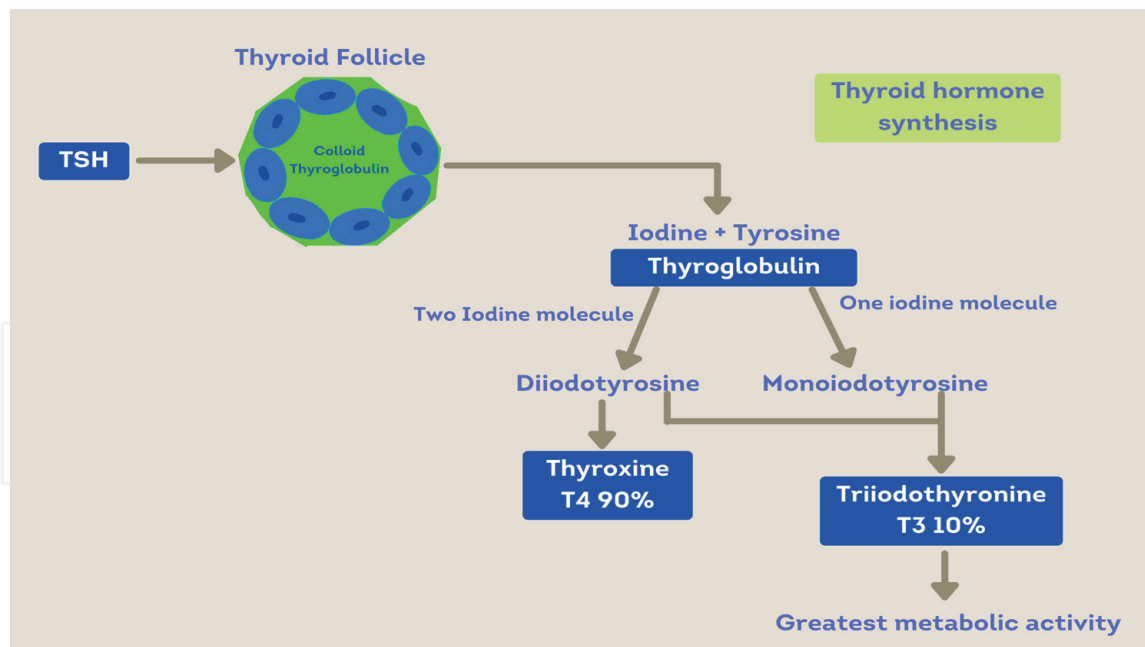 Thyroid Follicle
Thyroid hormone
synthesis
TSH
Colloid
Thyroglobulin
Iodine + Tyrosine
Thyroglobulin
Two Iodine molecule
One iodine molecule
Diiodotyrosine
Monoiodotyrosine
Thyroxine
T4 90%
Triiodothyronine
T3 10%
Greatest metabolic activity